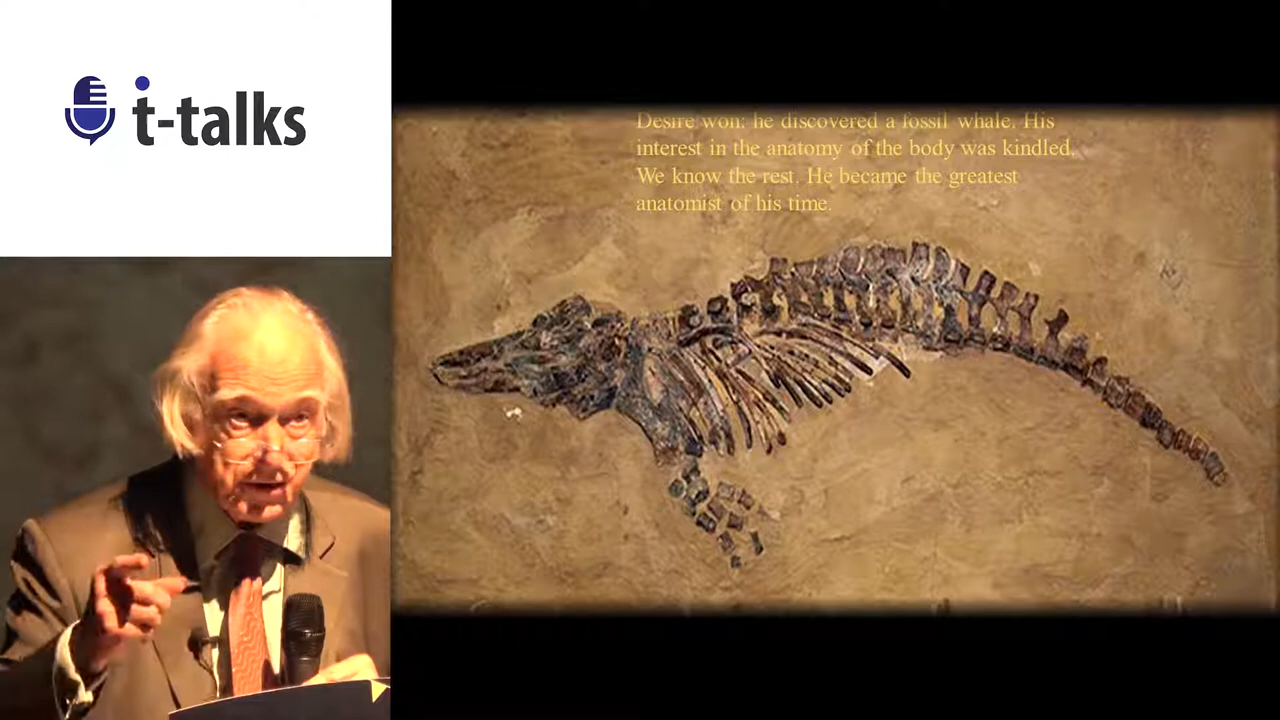 t-talks
Desire won: he discovered a fossil whale. His
interest in the anatomy of the body was kindled.
We know the rest. He became the greatest
anatomist of his time.